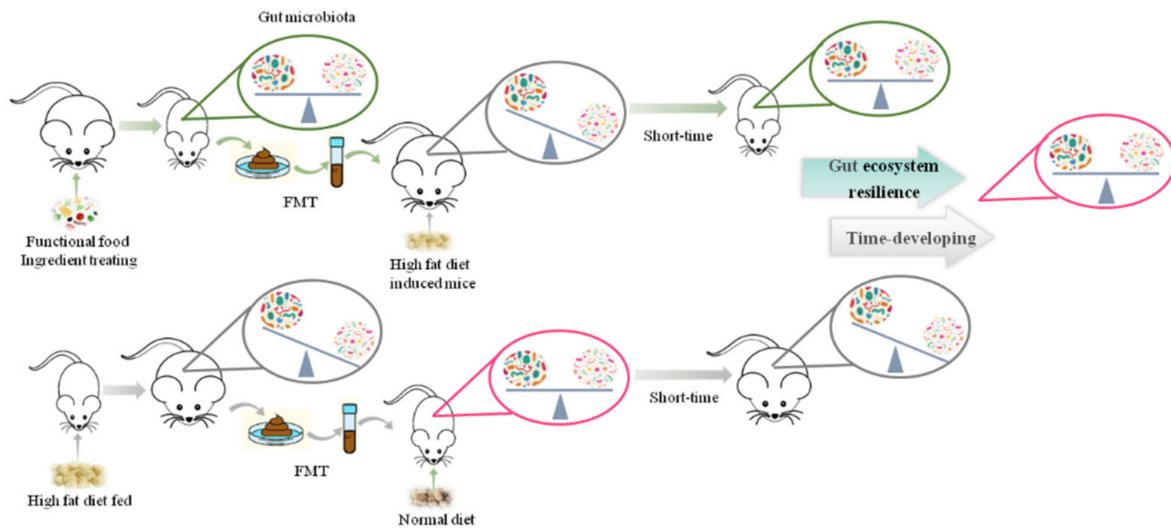 Gut microbiota
Short-time
FMT
Functional food
Ingredient treating
High fat diet
induced mice
Gut ecosystem
resilience
Time-developing
Short-time
FMT
High fat diet fed
Normal diet